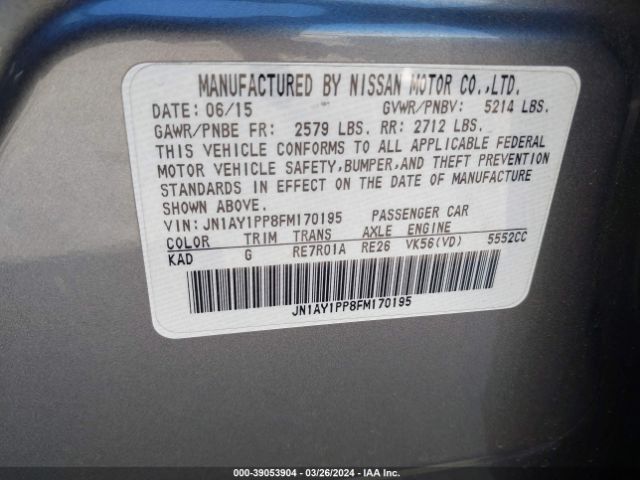 MANUFACTURED BY NISSAN MOTOR CO.,LTD.
DATE: 06/15 GVWR/PNBV: 5214 LBS.
GAWR/PNBE FR: 2579 LBS. RR: 2712 LBS.
THIS VEHICLE CONFORMS TO ALL APPLICABLE FEDERAL
MOTOR VEHICLE SAFETY,BUMPER,AND THEFT PREVENTION
STANDARDS IN EFFECT ON THE DATE OF MANUFACTURE
SHOWN ABOVE.
VIN: JN1AY1PP8FM170195 PASSENGER CAR
COLOR TRIM TRANS AXLE ENGINE
KAD G RE7R01A RE26 VK56(VD) 5552CC
JN1AY1PP8FM170195
000-39053904 - 03/26/2024 - IAA Inc.